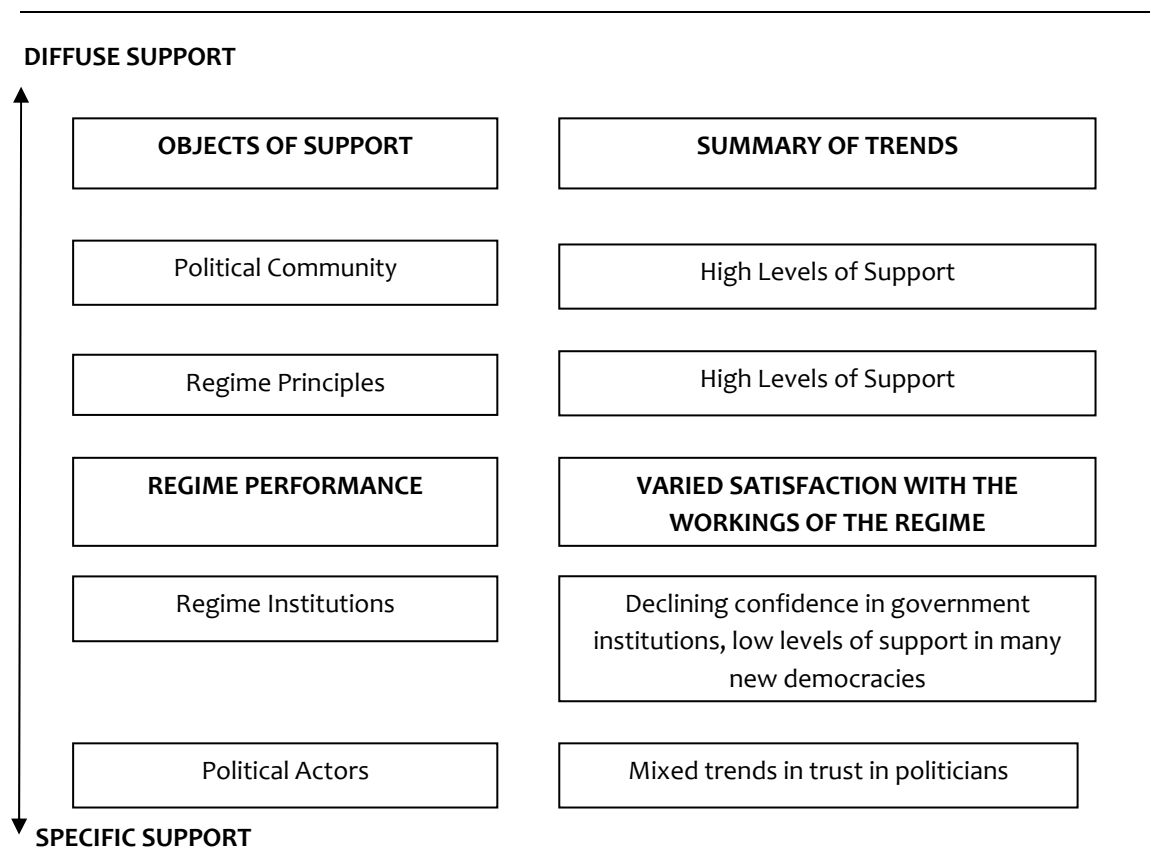 DIFFUSE SUPPORT
OBJECTS OF SUPPORT
SUMMARY OF TRENDS
Political Community
High Levels of Support
Regime Principles
High Levels of Support
REGIME PERFORMANCE
VARIED SATISFACTION WITH THE
WORKINGS OF THE REGIME
Regime Institutions
Declining confidence in government
institutions, low levels of support in many
new democracies
Political Actors
Mixed trends in trust in politicians
SPECIFIC SUPPORT